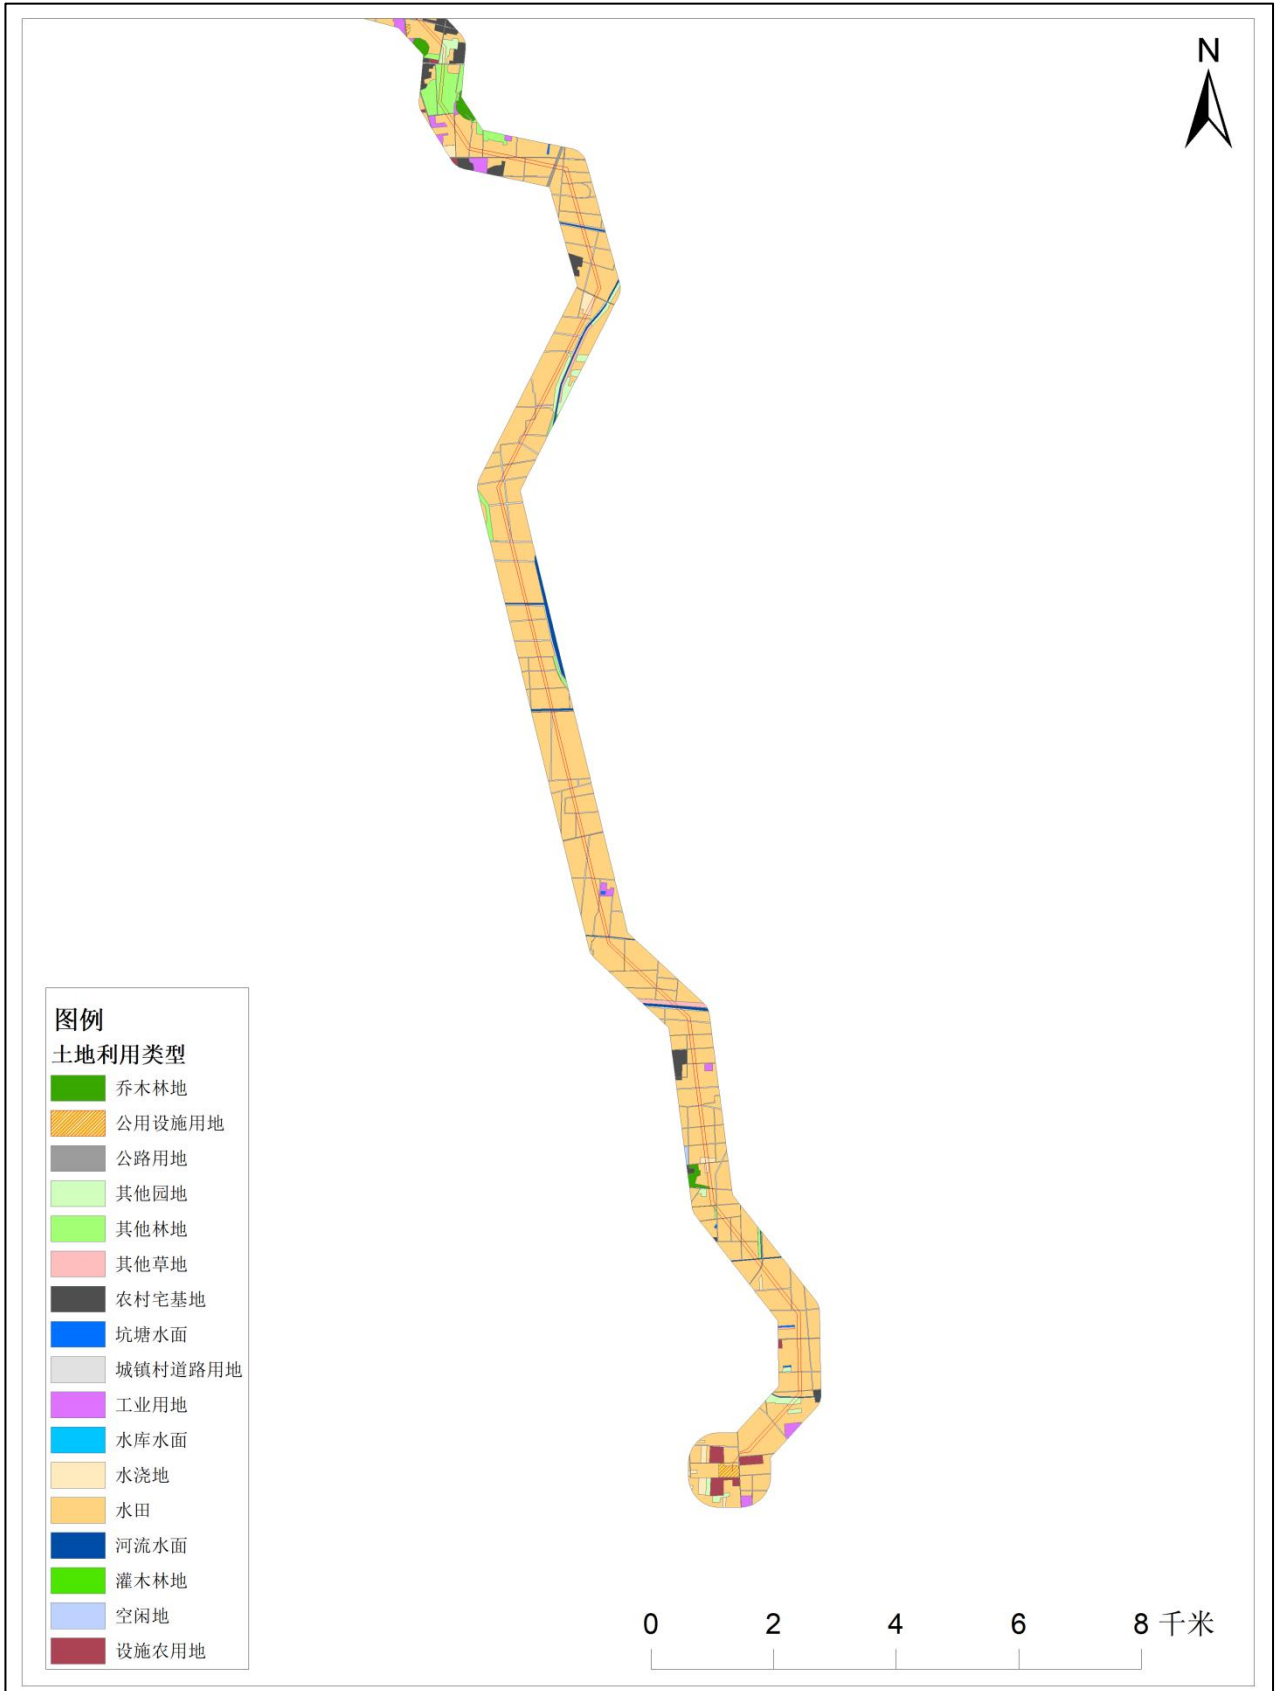 N
图例
土地利用类型
乔木林地
公用设施用地
公路用地
其他园地
其他林地
其他草地
农村宅基地
坑塘水面
城镇村道路用地
工业用地
水库水面
水浇地
水田
河流水面
灌木林地
空闲地
设施农用地
0 2 4 6 8 千米